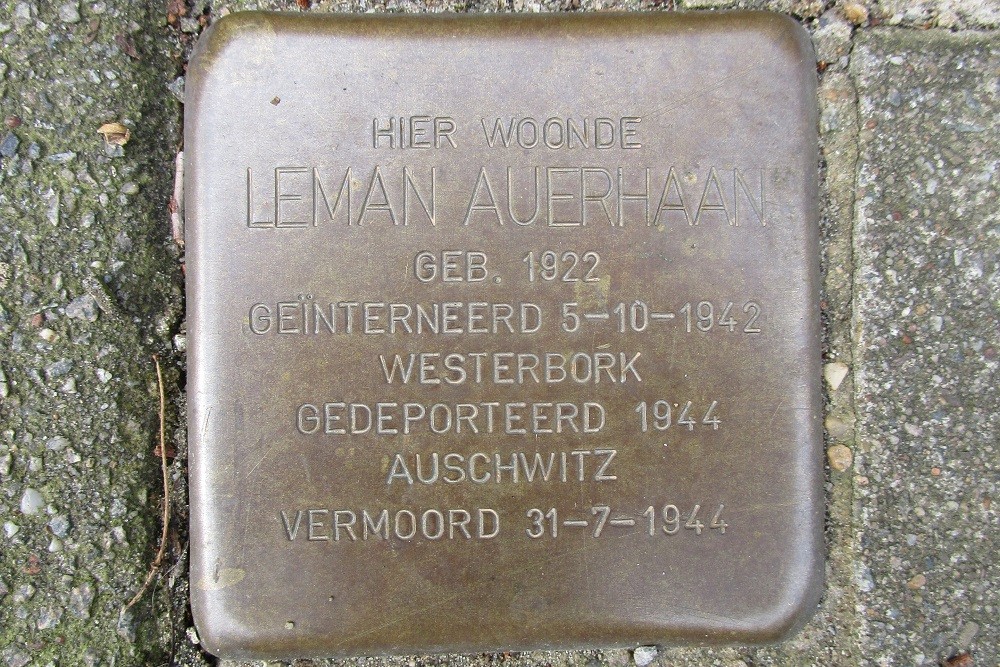 HIER WOONDE
LEMAN AUERHAAN
GEB. 1922
GEÏNTERNEERD 5-10-1942
WESTERBORK
GEDEPORTEERD 1944
AUSCHWITZ
VERMOORD 31-7-1944